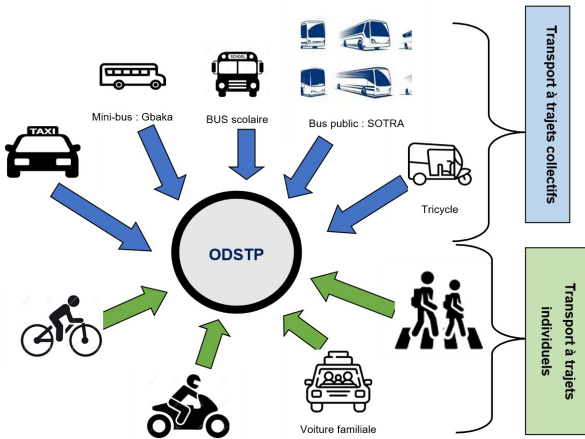 Mini-bus : Gbaka
BUS scolaire
SCHOOL
Bus public : SOTRA
TAXI
Tricycle
ODSTP
Voiture familiale
Transport à trajets collectifs
Transport à trajets
individuels